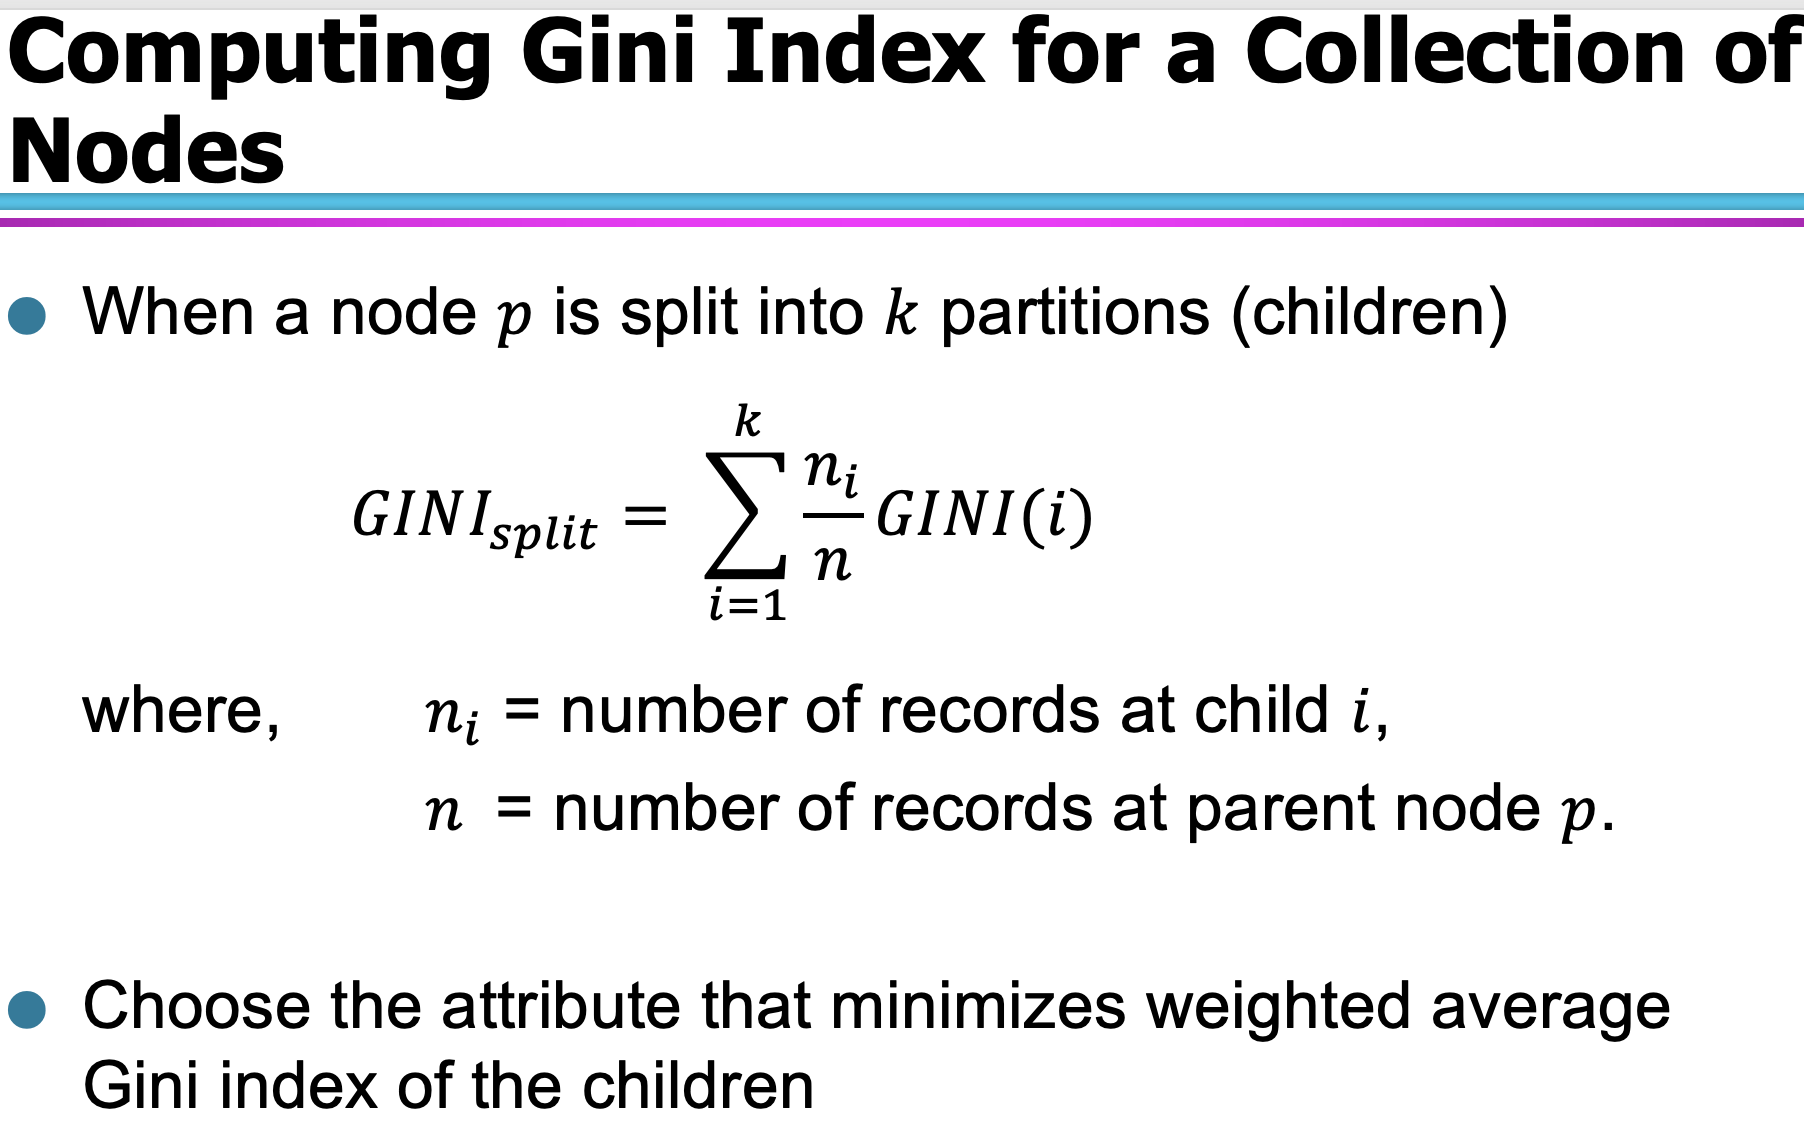 Computing Gini Index for a Collection of
Nodes
When a node p is split into k partitions (children)
GINI_split = \sum_{i=1}^{k} \frac{n_i}{n} GINI(i)
where, n_i = number of records at child i,
n = number of records at parent node p.
Choose the attribute that minimizes weighted average
Gini index of the children